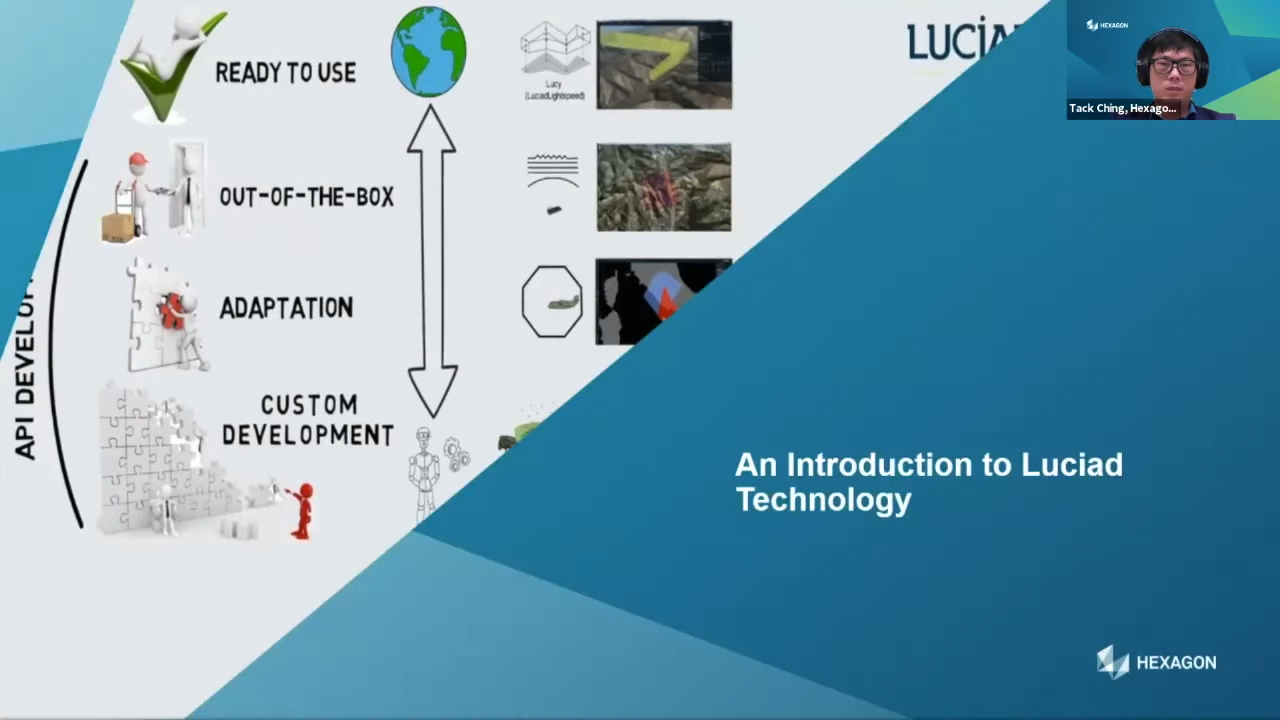 READY TO USE
Lucy
(LuciadLightspeed)
LUCIA
HEXAGON
Tack Ching, Hexago...
OUT-OF-THE-BOX
ADAPTATION
API DEVELOP
CUSTOM
DEVELOPMENT
An Introduction to Luciad
Technology
HEXAGON